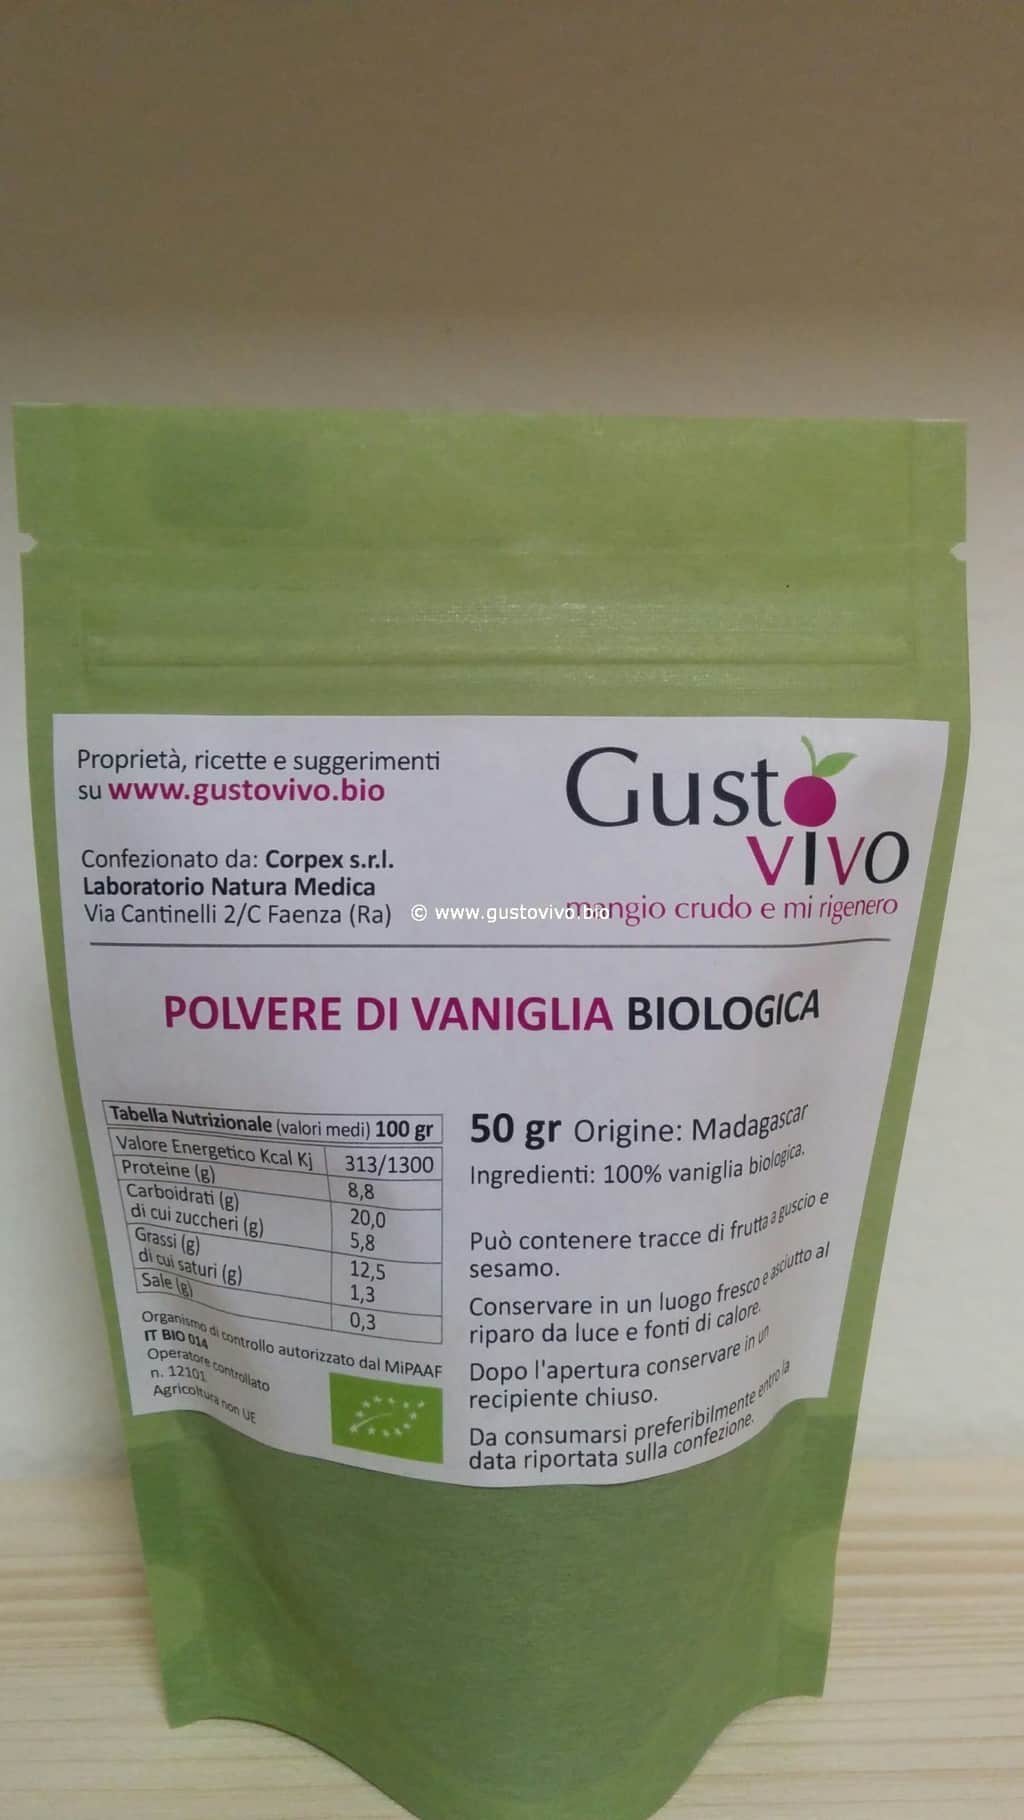 Proprietà, ricette e suggerimenti
su www.gustovivo.bio
Confezionato da: Corpex s.r.l.
Laboratorio Natura Medica
Via Cantinelli 2/C Faenza (Ra)
© www.gustovivo.bio
Gusto
vivo
mangio crudo e mi rigenero
POLVERE DI VANIGLIA BIOLOGICA
Tabella Nutrizionale (valori medi) 100 gr
Valore Energetico Kcal Kj 313/1300
Proteine (g) 8,8
Carboidrati (g) 20,0
di cui zuccheri (g) 5,8
Grassi (g) 12,5
di cui saturi (g) 1,3
Sale (g) 0,3
Organismo di controllo autorizzato dal MiPAAF
IT BIO 014
Operatore controllato
n. 12101
Agricoltura non UE
50 gr Origine: Madagascar
Ingredienti: 100% vaniglia biologica.
Può contenere tracce di frutta a guscio e
sesamo.
Conservare in un luogo fresco e asciutto al
riparo da luce e fonti di calore.
Dopo l'apertura conservare in un
recipiente chiuso.
Da consumarsi preferibilmente entro la
data riportata sulla confezione.